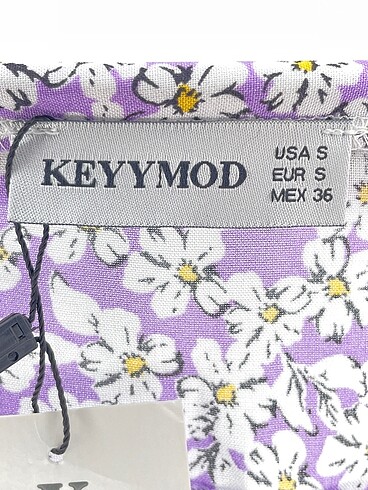 KEYYMOD
USA S
EUR S
MEX 36